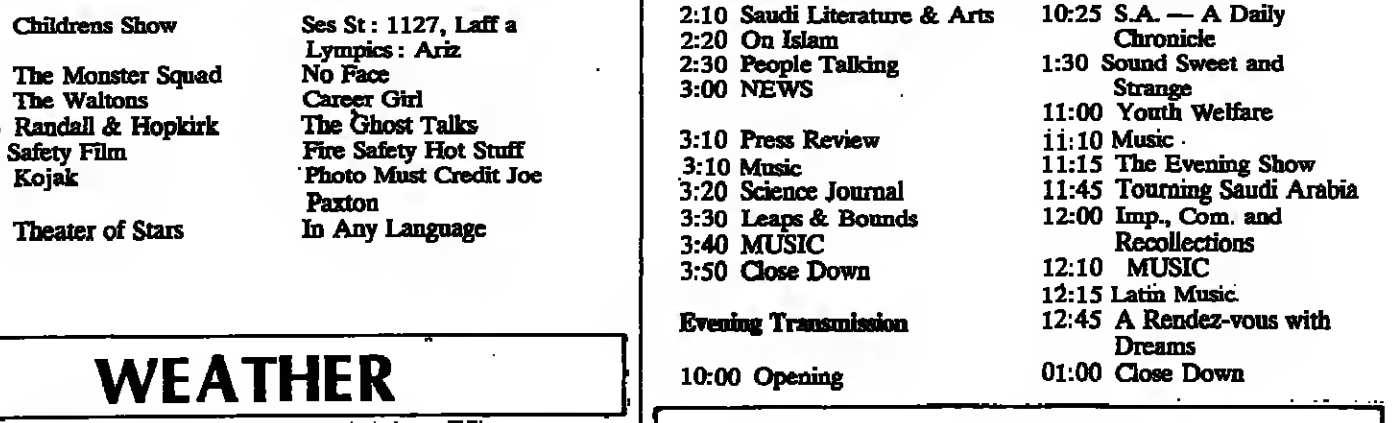 Childrens Show Ses St : 1127, Laff a
Lympics : Ariz
The Monster Squad No Face
The Waltons Career Girl
Randall & Hopkirk The Ghost Talks
Safety Film Fire Safety Hot Stuff
Kojak Photo Must Credit Joe
Paxton
Theater of Stars In Any Language
WEATHER
2:10 Saudi Literature & Arts
2:20 On Islam
2:30 People Talking
3:00 NEWS
3:10 Press Review
3:10 Music
3:20 Science Journal
3:30 Leaps & Bounds
3:40 MUSIC
3:50 Close Down
Evening Transmission
10:00 Opening
10:25 S.A. — A Daily
Chronicle
1:30 Sound Sweet and
Strange
11:00 Youth Welfare
11:10 Music
11:15 The Evening Show
11:45 Tourning Saudi Arabia
12:00 Imp., Com. and
Recollections
12:10 MUSIC
12:15 Latin Music
12:45 A Rendez-vous with
Dreams
01:00 Close Down